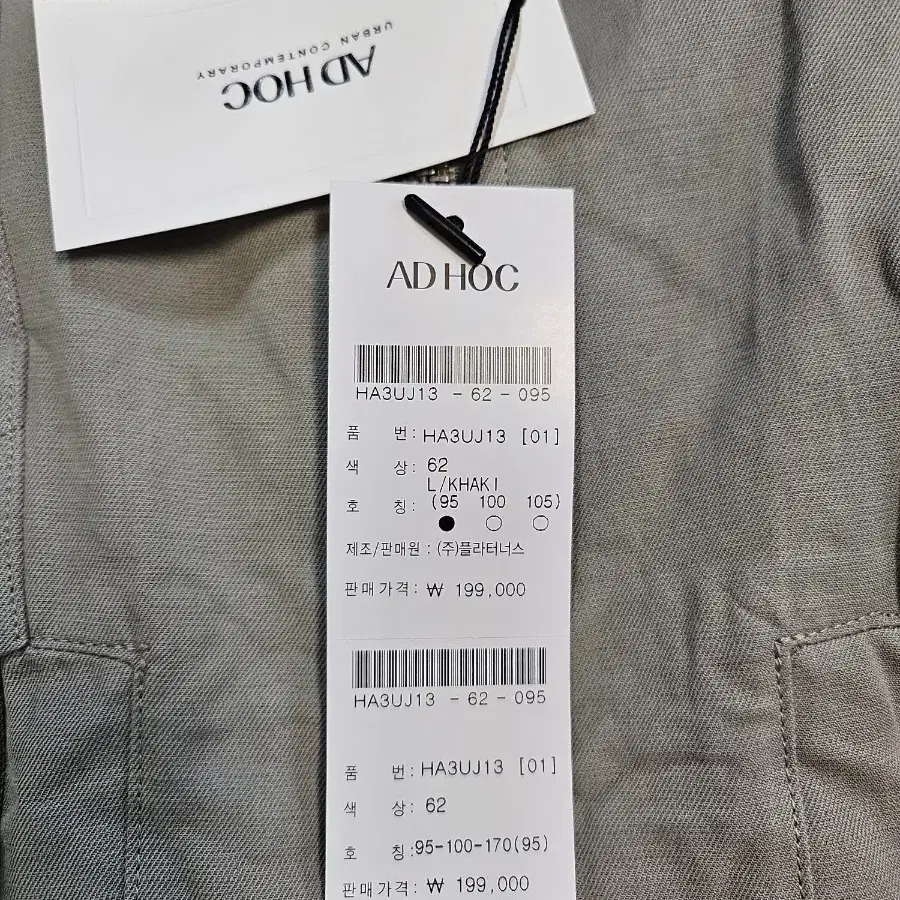 AD HOC
URBAN CONTEMPORARY
AD HOC
HA3UJ13 - 62 - 095
품 번: HA3UJ13 [01]
색 상: 62
L/KHAKI
호 칭: (95 100 105)
제조/판매원 : (주)플라터너스
판매가격: ₩ 199,000
HA3UJ13 - 62 - 095
품 번: HA3UJ13 [01]
색 상: 62
호 칭:95-100-170(95)
판매가격: ₩ 199,000